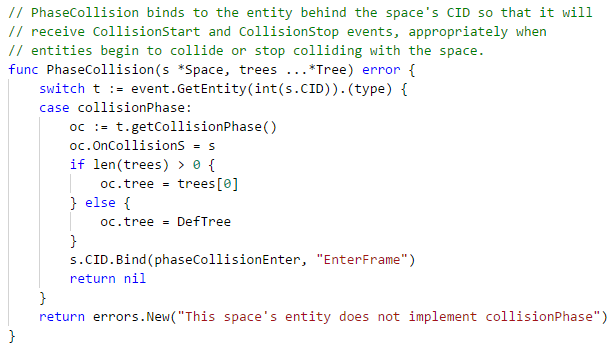 // PhaseCollision binds to the entity behind the space's CID so that it will
// receive CollisionStart and CollisionStop events, appropriately when
// entities begin to collide or stop colliding with the space.
func PhaseCollision(s *Space, trees ...*Tree) error {
    switch t := event.GetEntity(int(s.CID)).(type) {
    case collisionPhase:
        oc := t.getCollisionPhase()
        oc.OnCollisionS = s
        if len(trees) > 0 {
            oc.tree = trees[0]
        } else {
            oc.tree = DefTree
        }
        s.CID.Bind(phaseCollisionEnter, "EnterFrame")
        return nil
    }
    return errors.New("This space's entity does not implement collisionPhase")
}